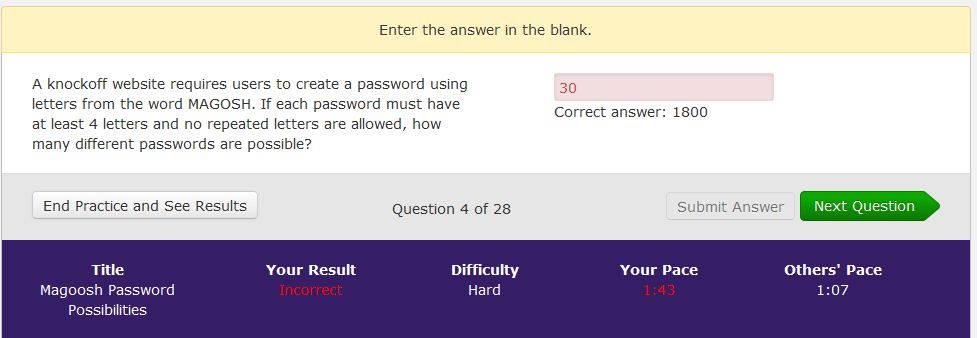 Enter the answer in the blank.
A knockoff website requires users to create a password using
letters from the word MAGOSH. If each password must have
at least 4 letters and no repeated letters are allowed, how
many different passwords are possible?
30
Correct answer: 1800
End Practice and See Results
Question 4 of 28
Submit Answer
Next Question
Title
Magoosh Password
Possibilities
Your Result
Incorrect
Difficulty
Hard
Your Pace
1:43
Others' Pace
1:07